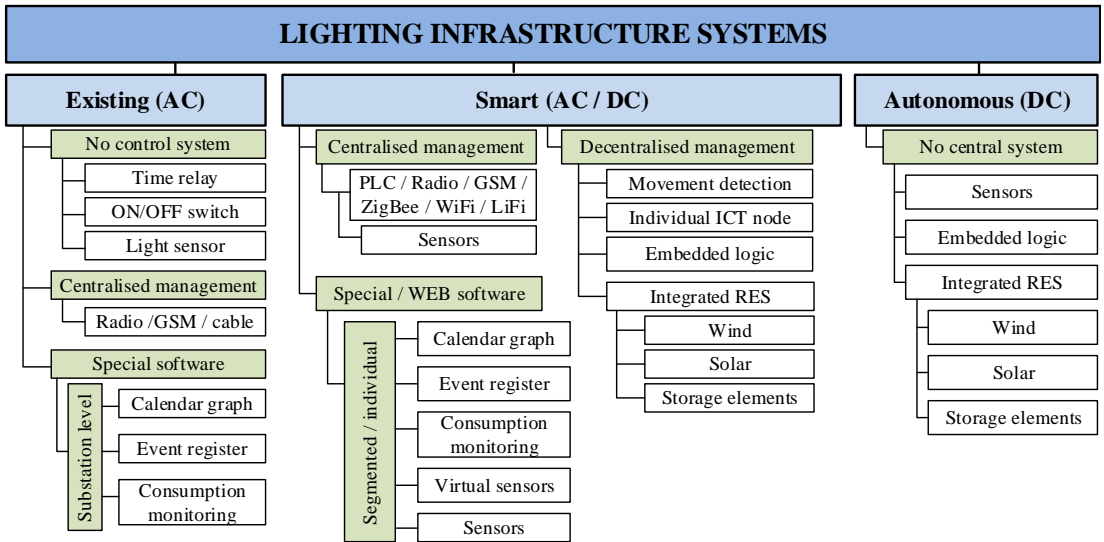 LIGHTING INFRASTRUCTURE SYSTEMS
Existing (AC)
No control system
Time relay
ON/OFF switch
Light sensor
Centralised management
Radio /GSM / cable
Special software
Substation level
Calendar graph
Event register
Consumption
monitoring
Smart (AC / DC)
Centralised management
PLC / Radio / GSM /
ZigBee / WiFi / LiFi
Sensors
Special / WEB software
Segmented / individual
Calendar graph
Event register
Consumption
monitoring
Virtual sensors
Sensors
Decentralised management
Movement detection
Individual ICT node
Embedded logic
Integrated RES
Wind
Solar
Storage elements
Autonomous (DC)
No central system
Sensors
Embedded logic
Integrated RES
Wind
Solar
Storage elements